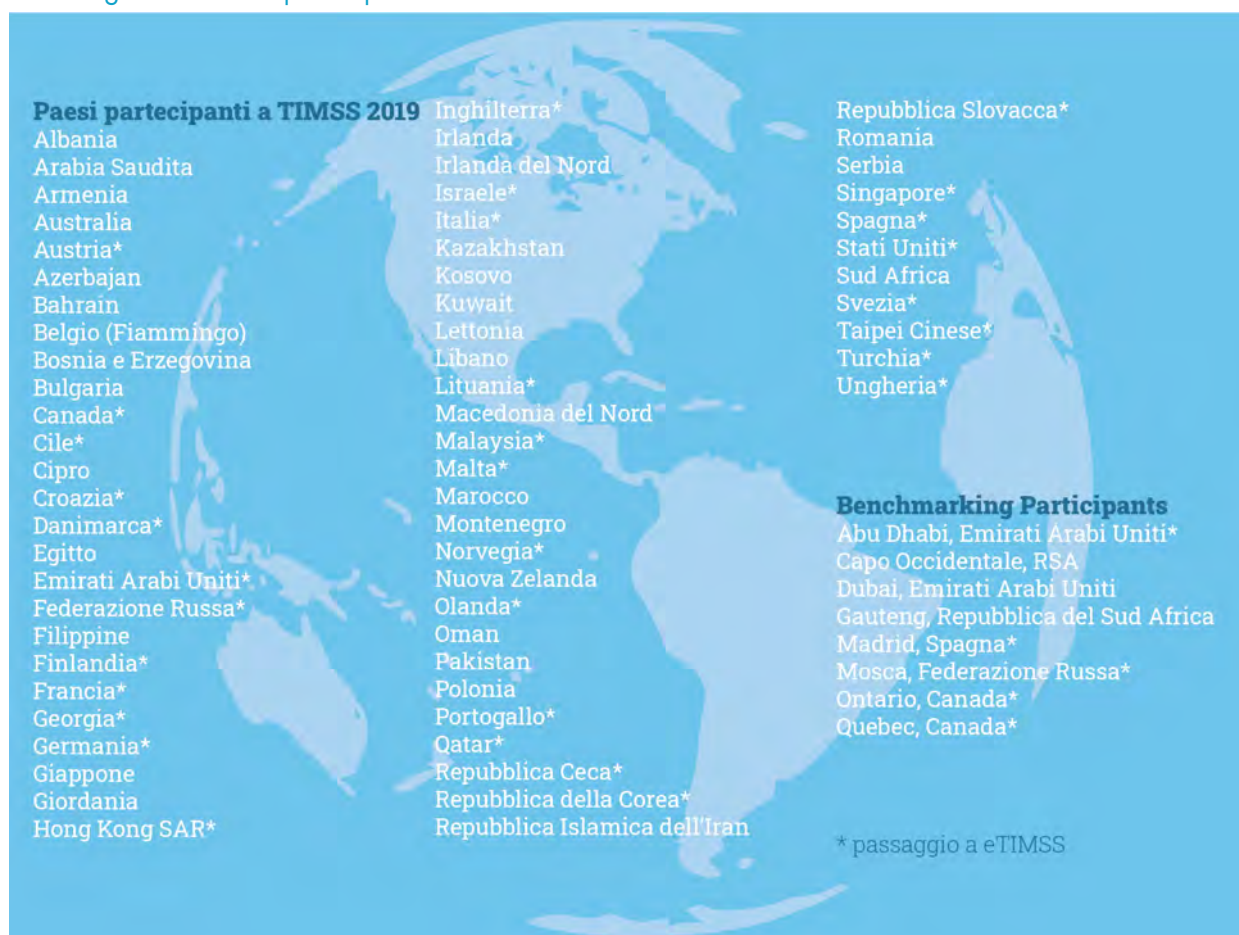 Paesi partecipanti a TIMSS 2019
Albania
Arabia Saudita
Armenia
Australia
Austria*
Azerbajan
Bahrain
Belgio (Fiammingo)
Bosnia e Erzegovina
Bulgaria
Canada*
Cile*
Cipro
Croazia*
Danimarca*
Egitto
Emirati Arabi Uniti*
Federazione Russa*
Filippine
Finlandia*
Francia*
Georgia*
Germania*
Giappone
Giordania
Hong Kong SAR*
Inghilterra*
Irlanda
Irlanda del Nord
Israele*
Italia*
Kazakhstan
Kosovo
Kuwait
Lettonia
Libano
Lituania*
Macedonia del Nord
Malaysia*
Malta*
Marocco
Montenegro
Norvegia*
Nuova Zelanda
Olanda*
Oman
Pakistan
Polonia
Portogallo*
Qatar*
Repubblica Ceca*
Repubblica della Corea*
Repubblica Islamica dell'Iran
Repubblica Slovacca*
Romania
Serbia
Singapore*
Spagna*
Stati Uniti*
Sud Africa
Svezia*
Taipei Cinese*
Turchia*
Ungheria*
Benchmarking Participants
Abu Dhabi, Emirati Arabi Uniti*
Capo Occidentale, RSA
Dubai, Emirati Arabi Uniti
Gauteng, Repubblica del Sud Africa
Madrid, Spagna*
Mosca, Federazione Russa*
Ontario, Canada*
Quebec, Canada*
* passaggio a eTIMSS